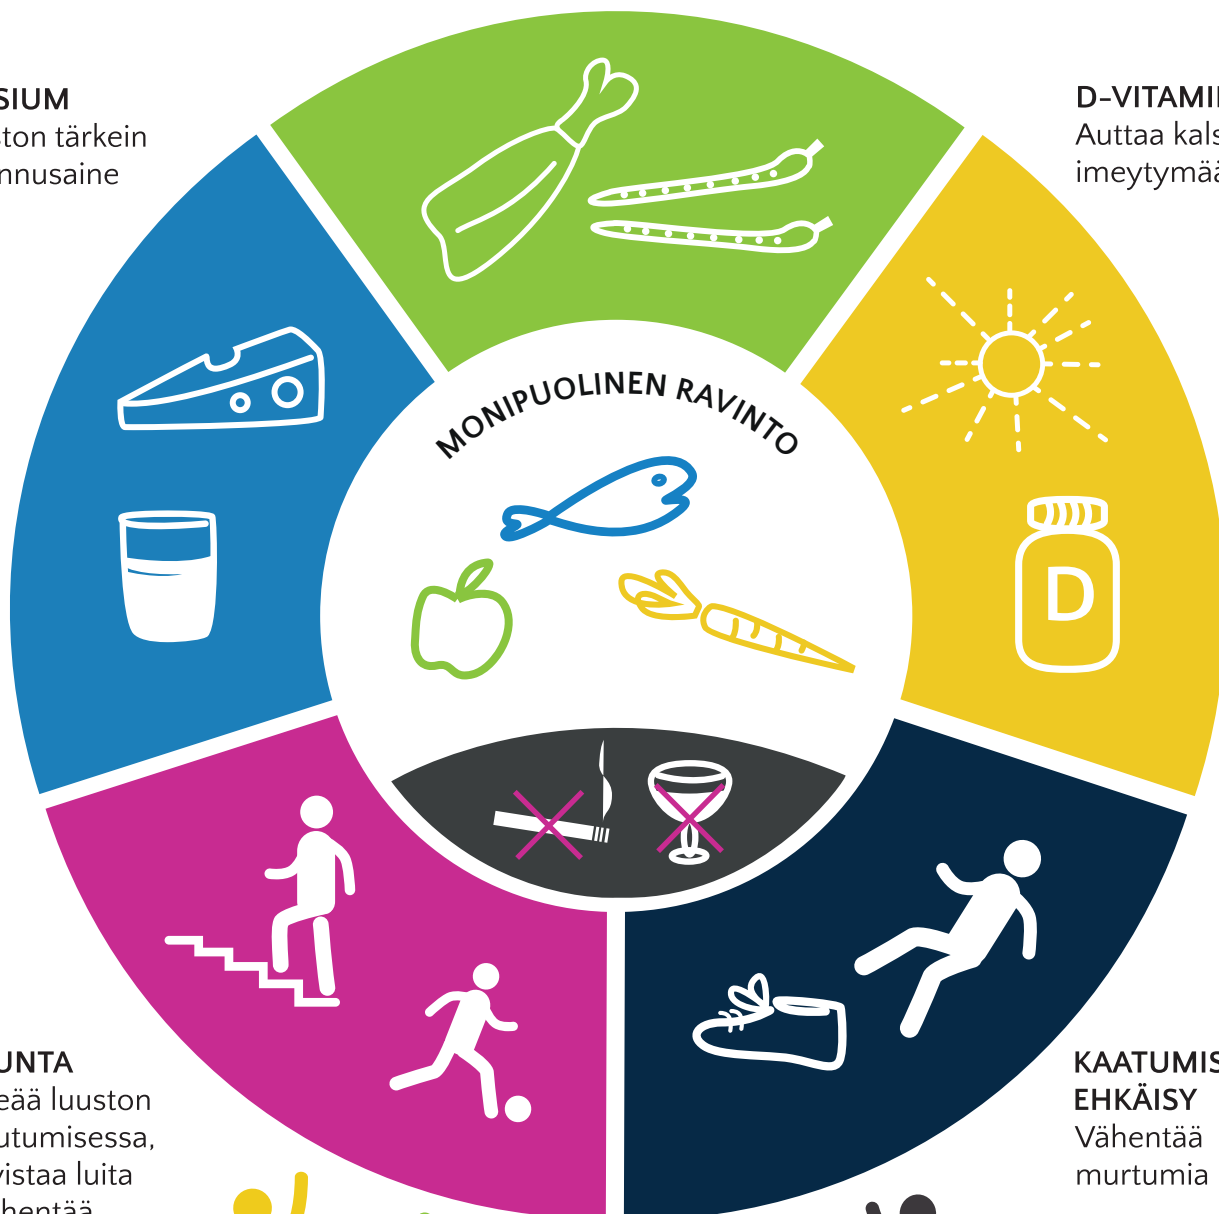 SIUM
ston tärkein
nnusaine
D-VITAMI
Auttaa kals
imeytymää
MONIPUOLINEN RAVINTO
D
UNTA
eää luuston
utumisessa,
vistaa luita
hentää
KAATUMIS
EHKÄISY
Vähentää
murtumia